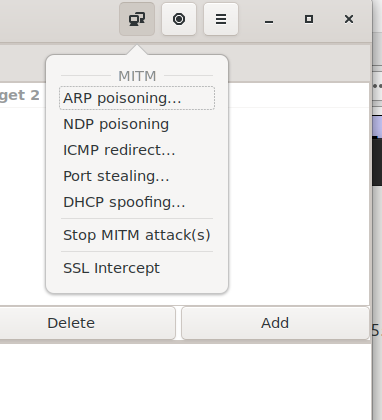 MITM
get 2
ARP poisoning...
NDP poisoning
ICMP redirect...
Port stealing...
DHCP spoofing...
Stop MITM attack(s)
SSL Intercept
Delete
Add
5.